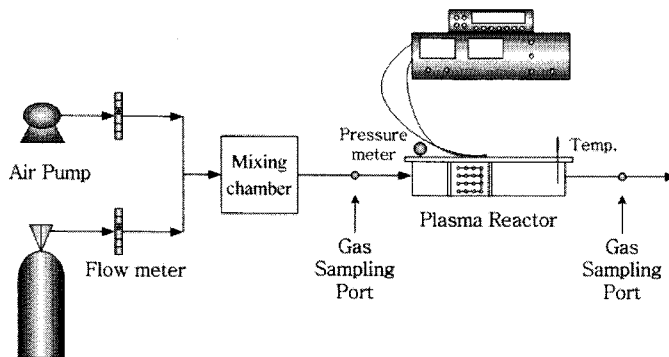 Air Pump
Flow meter
Mixing
chamber
Pressure
meter
Temp.
Plasma Reactor
Gas
Sampling
Port
Gas
Sampling
Port